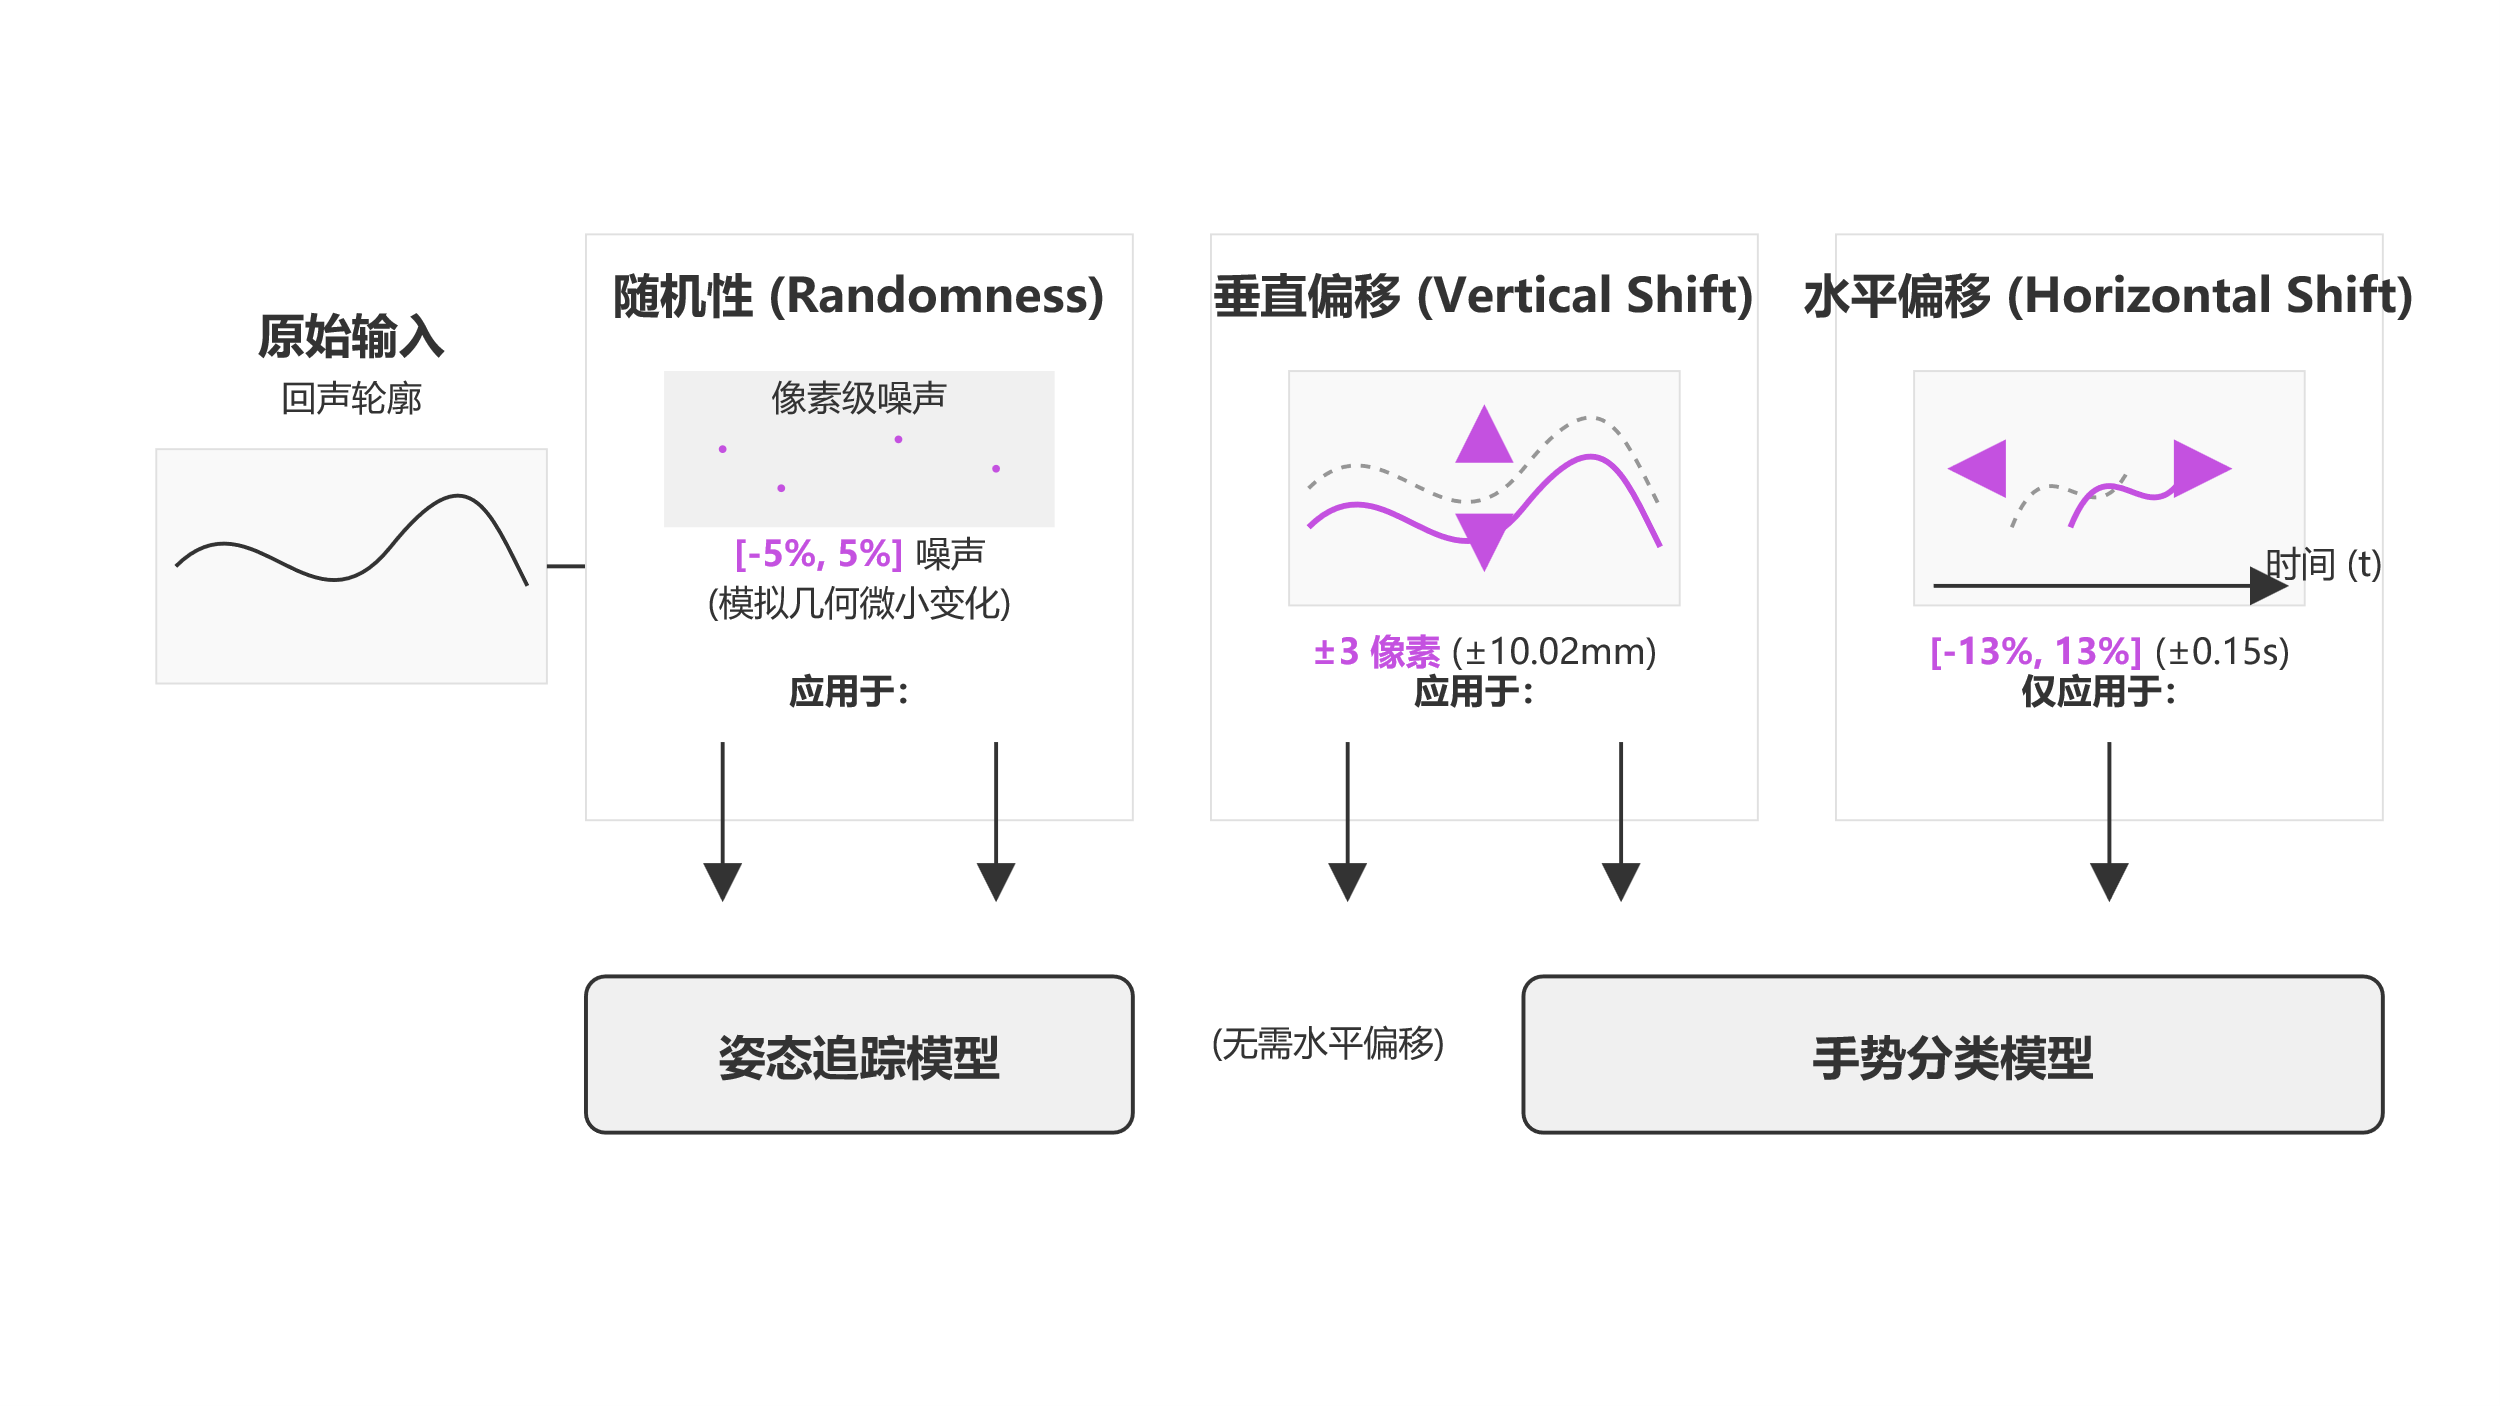 原始输入
回声轮廓
随机性 (Randomness)
像素级噪声
[-5%, 5%] 噪声
(模拟几何微小变化)
应用于：
垂直偏移 (Vertical Shift)
±3 像素 (±10.02mm)
应用于：
水平偏移 (Horizontal Shift)
时间 (t)
[-13%, 13%] (±0.15s)
仅应用于：
姿态追踪模型
(无需水平偏移)
手势分类模型